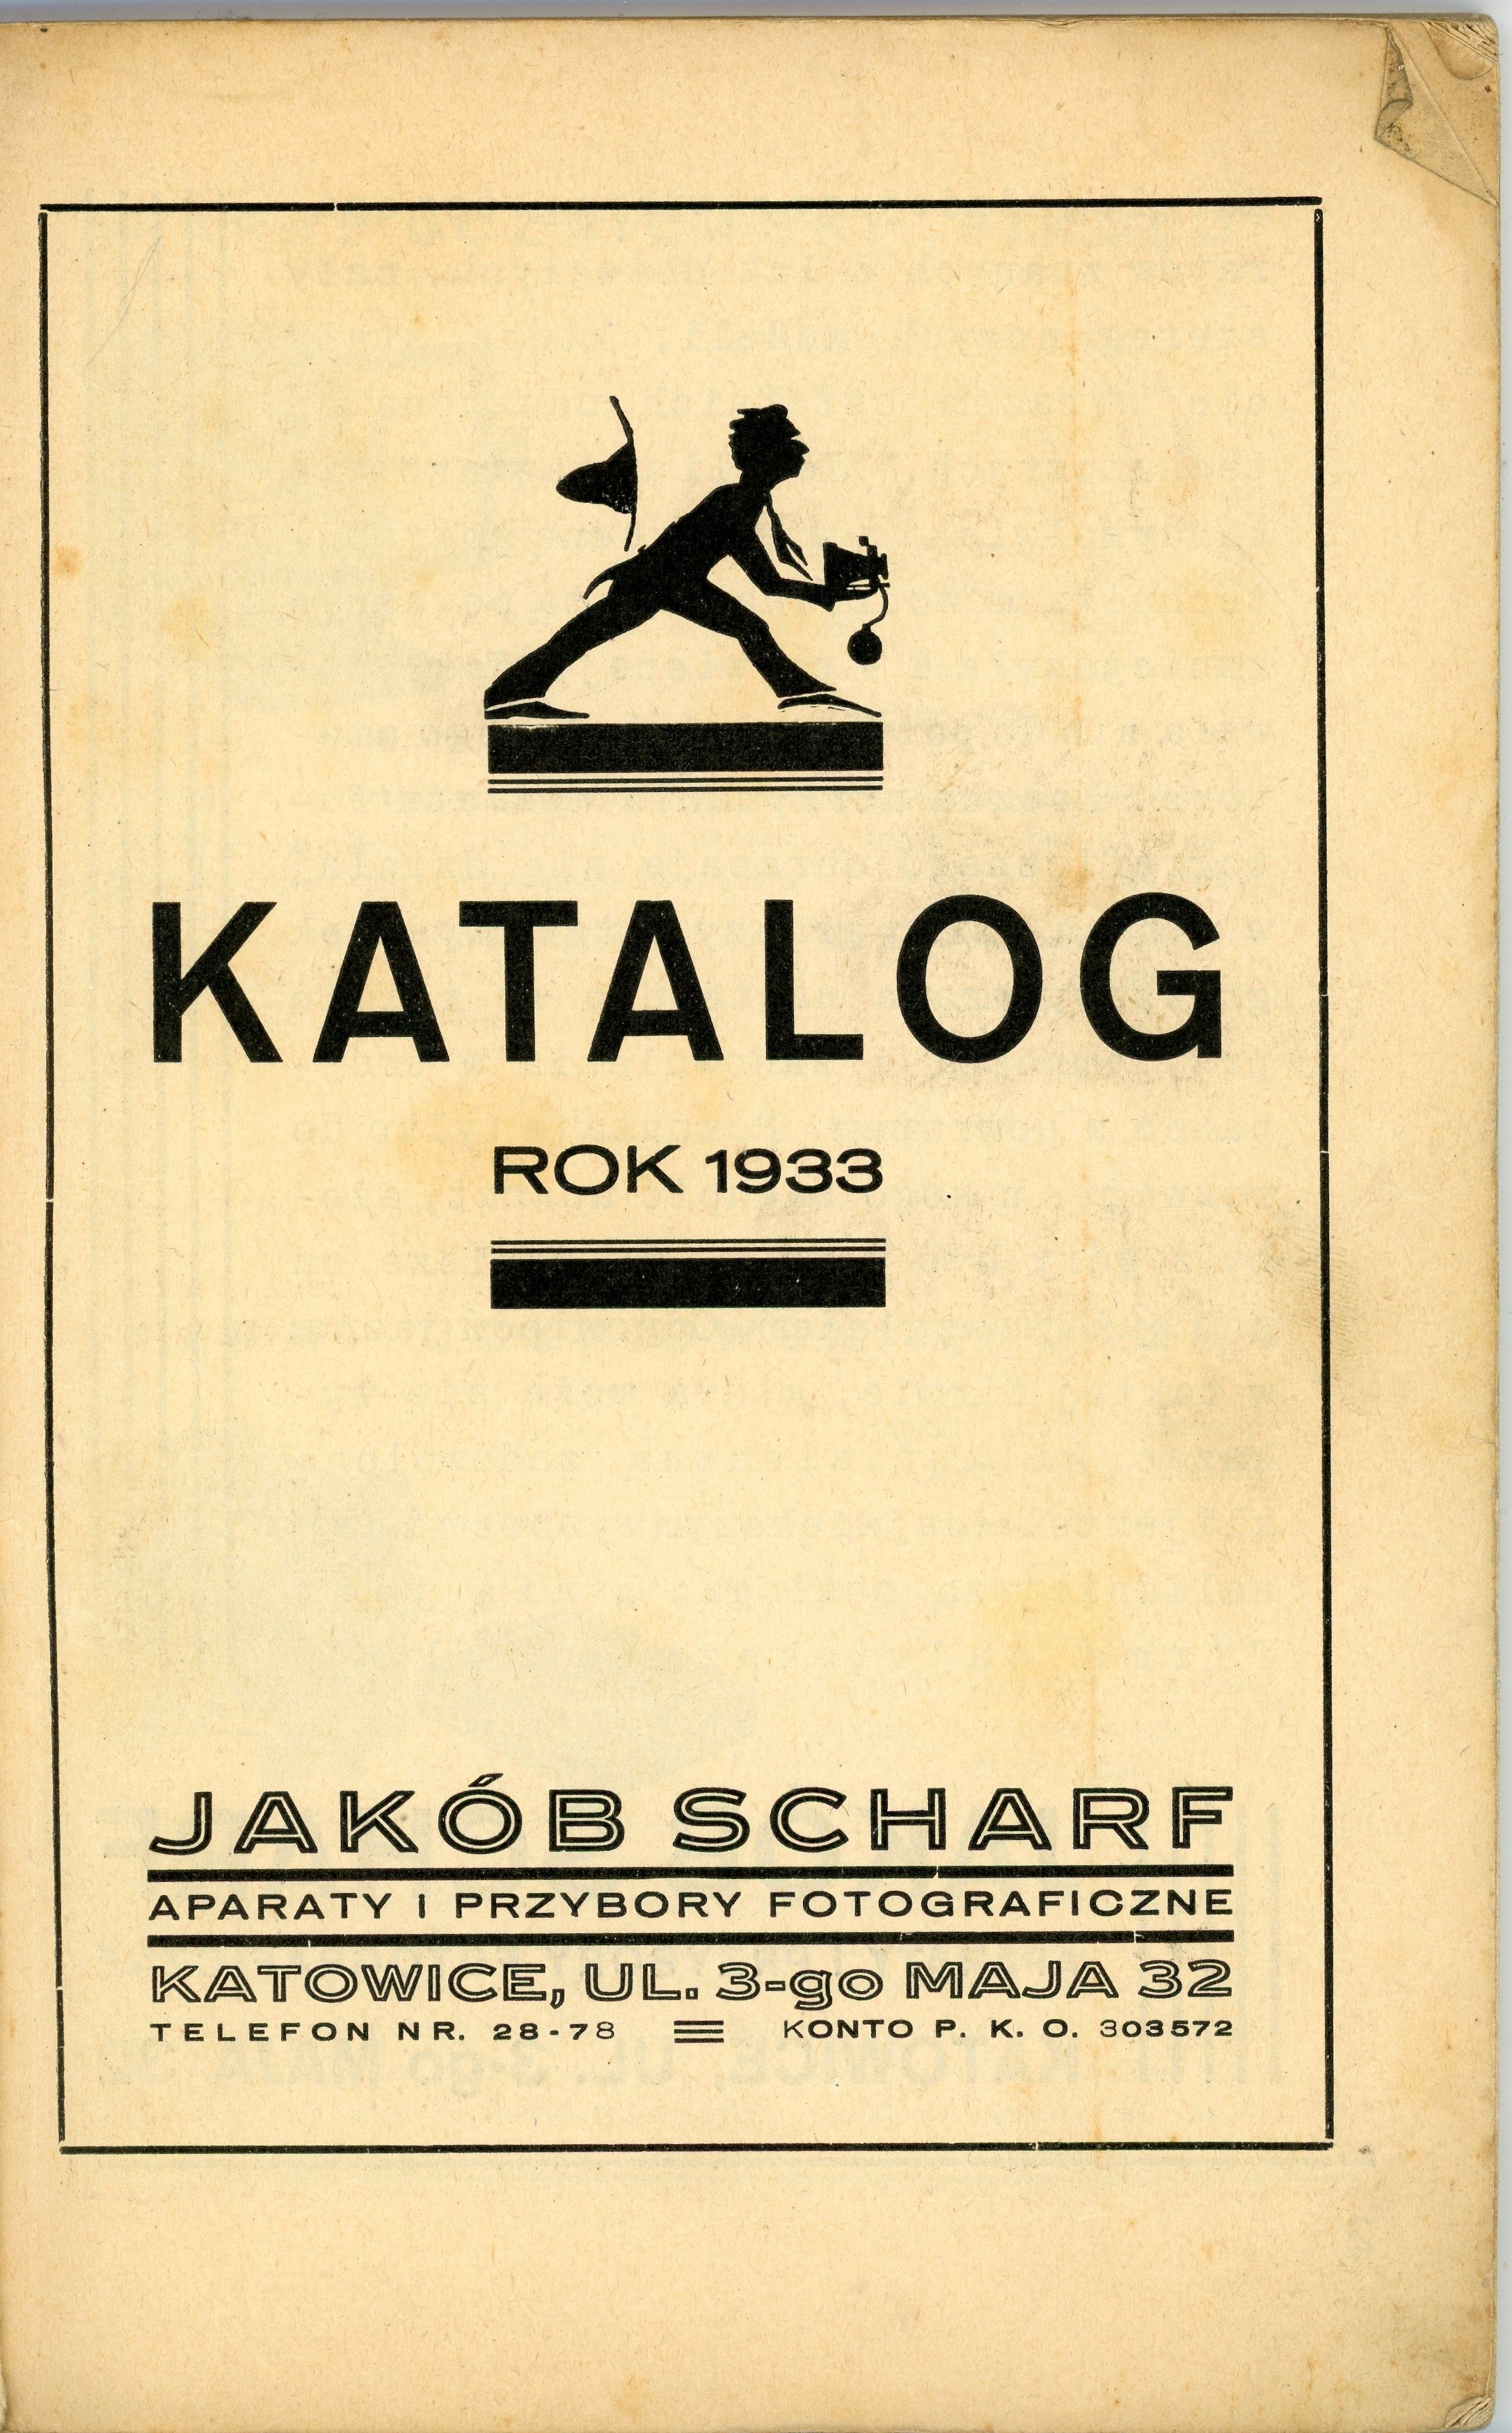 KATALOG
ROK 1933
JAKÓB SCHARF
APARATY I PRZYBORY FOTOGRAFICZNE
KATOWICE, UL. 3-go MAJA 32
TELEFON NR. 28-78 KONTO P. K. O. 303572